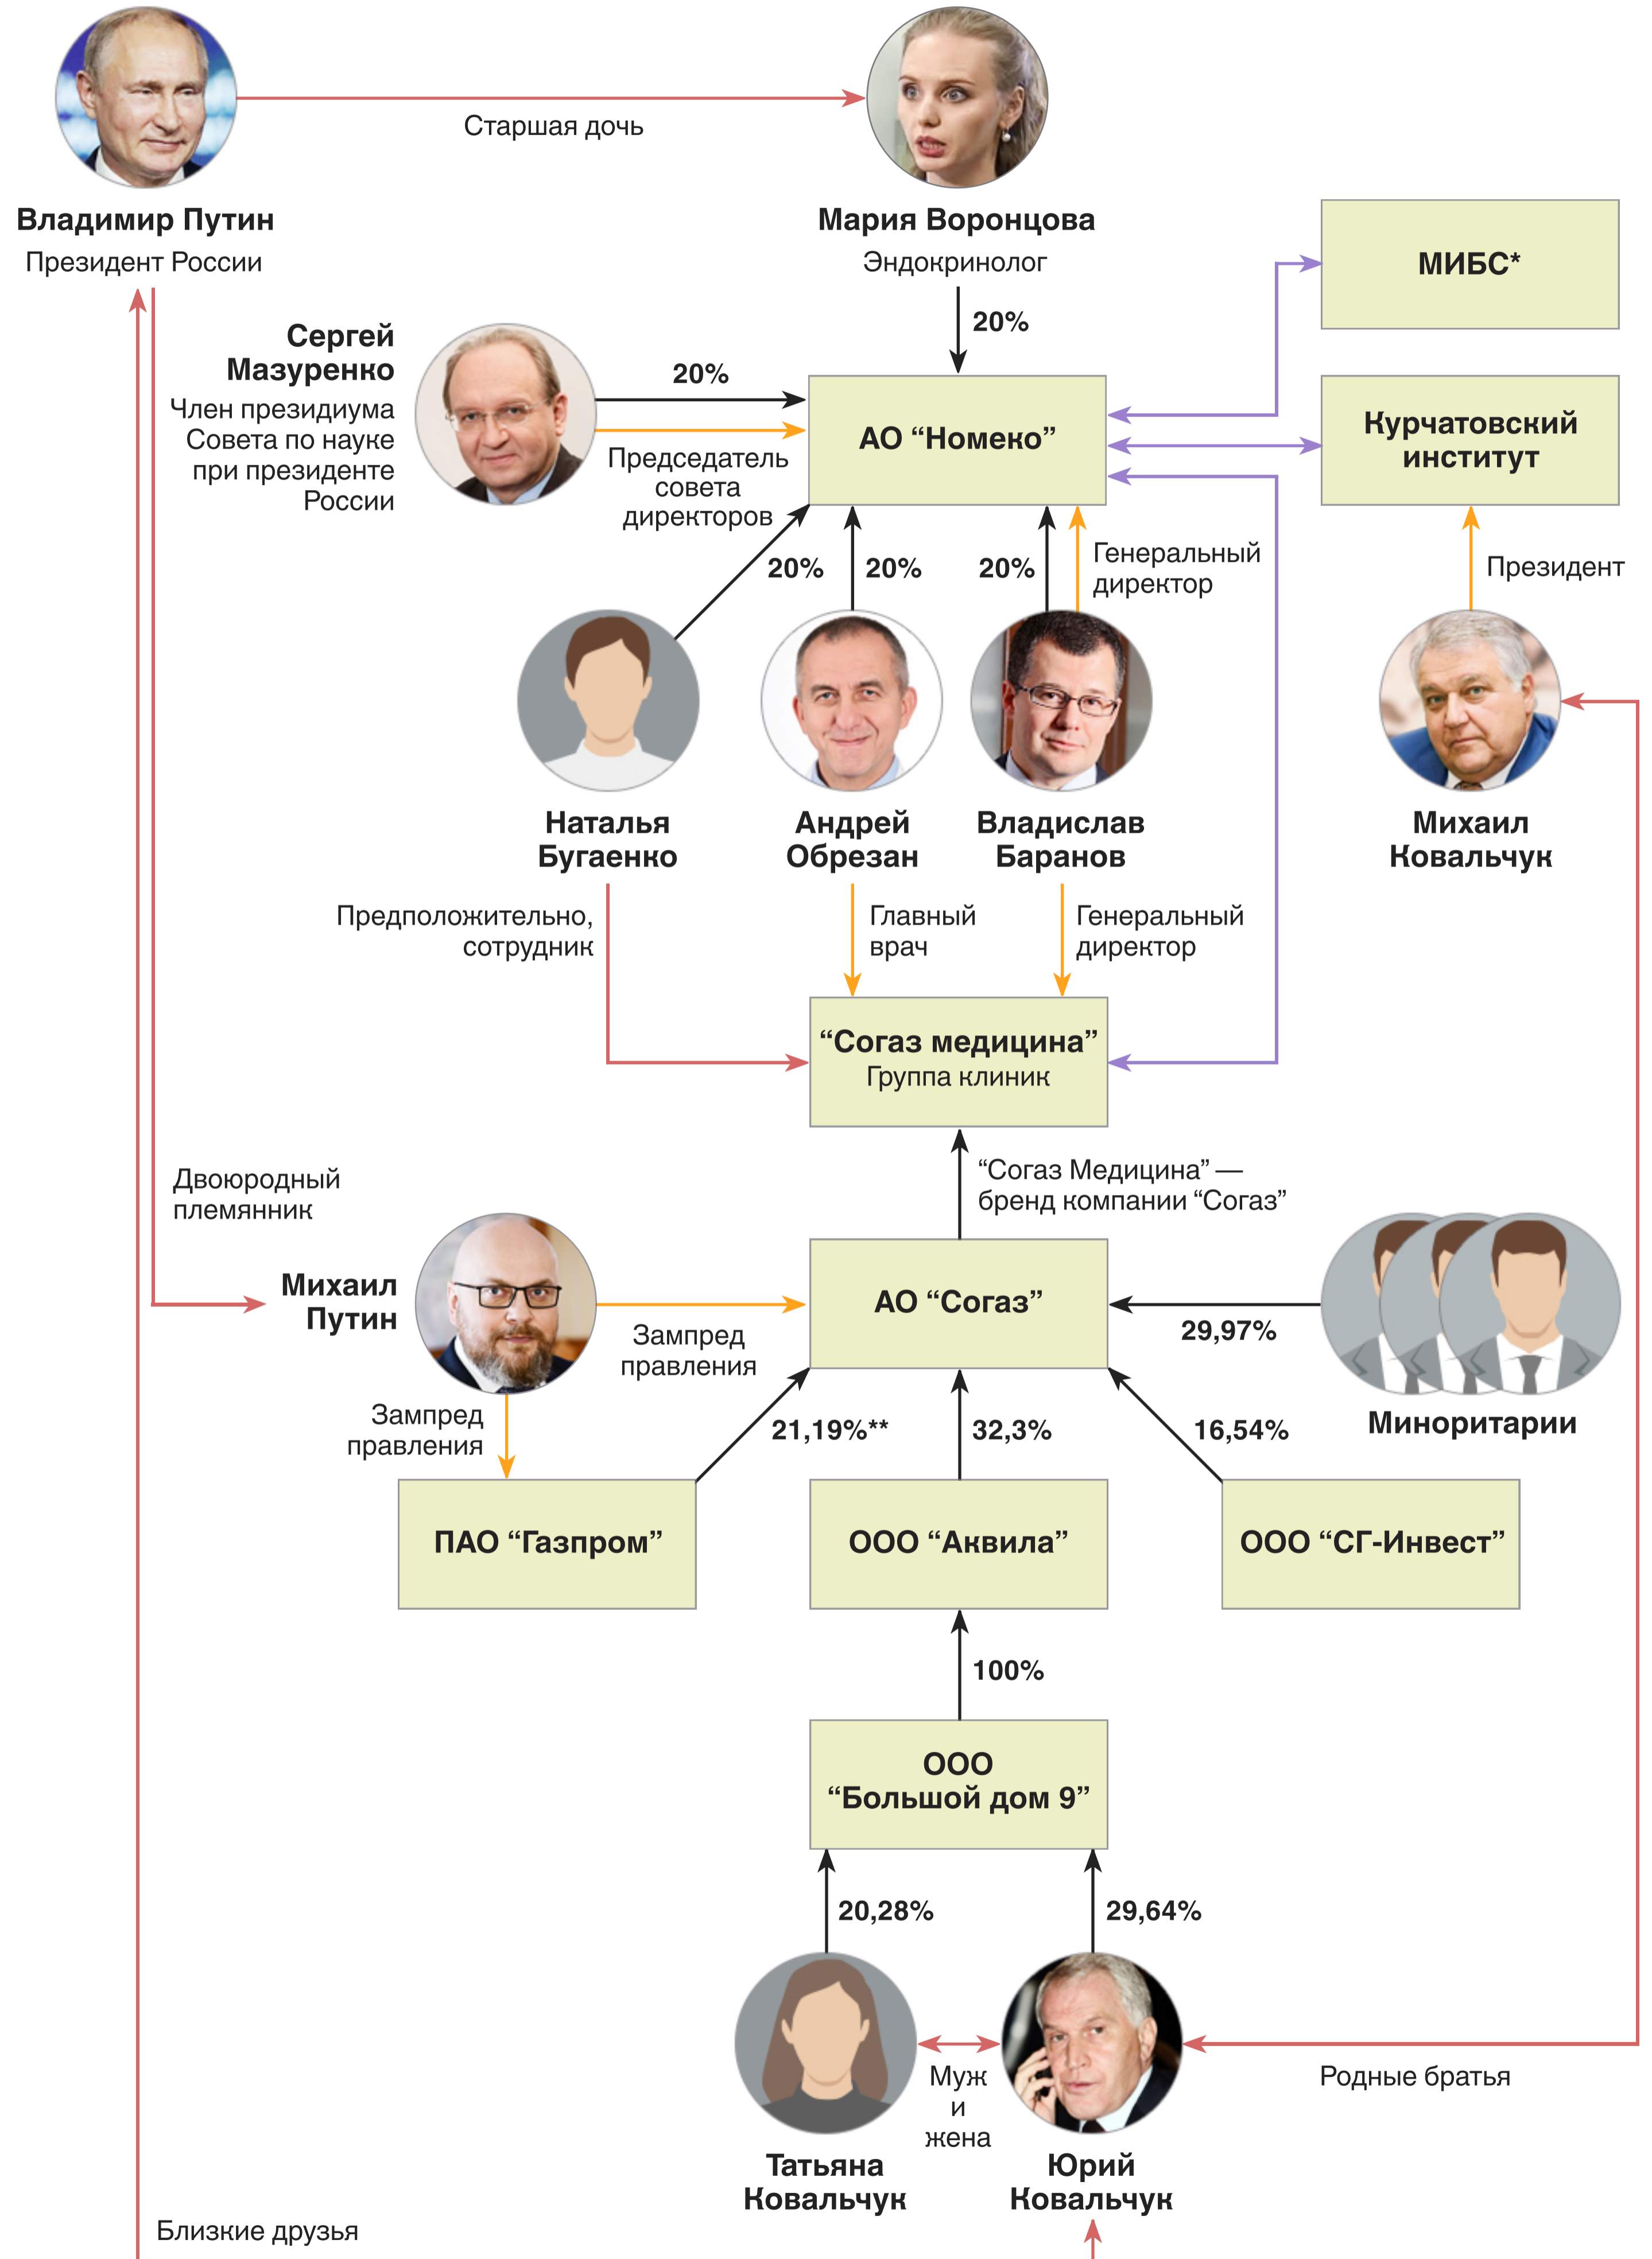 Старшая дочь
Владимир Путин
Президент России
Мария Воронцова
Эндокринолог
20%
МИБС*
Сергей
Мазуренко
Член президиума
Совета по науке
при президенте
России
20%
Председатель
совета
директоров
АО “Номеко”
Курчатовский
институт
20%
20%
20%
Генеральный
директор
Президент
Наталья
Бугаенко
Андрей
Обрезан
Владислав
Баранов
Михаил
Ковальчук
Предположительно,
сотрудник
Главный
врач
Генеральный
директор
“Согаз медицина”
Группа клиник
“Согаз Медицина” —
бренд компании “Согаз”
Двоюродный
племянник
Михаил
Путин
Зампред
правления
АО “Согаз”
29,97%
Миноритарии
Зампред
правления
21,19%**
32,3%
16,54%
ПАО “Газпром”
ООО “Аквила”
ООО “СГ-Инвест”
100%
ООО
“Большой дом 9”
20,28%
29,64%
Муж
и
жена
Родные братья
Татьяна
Ковальчук
Юрий
Ковальчук
Близкие друзья